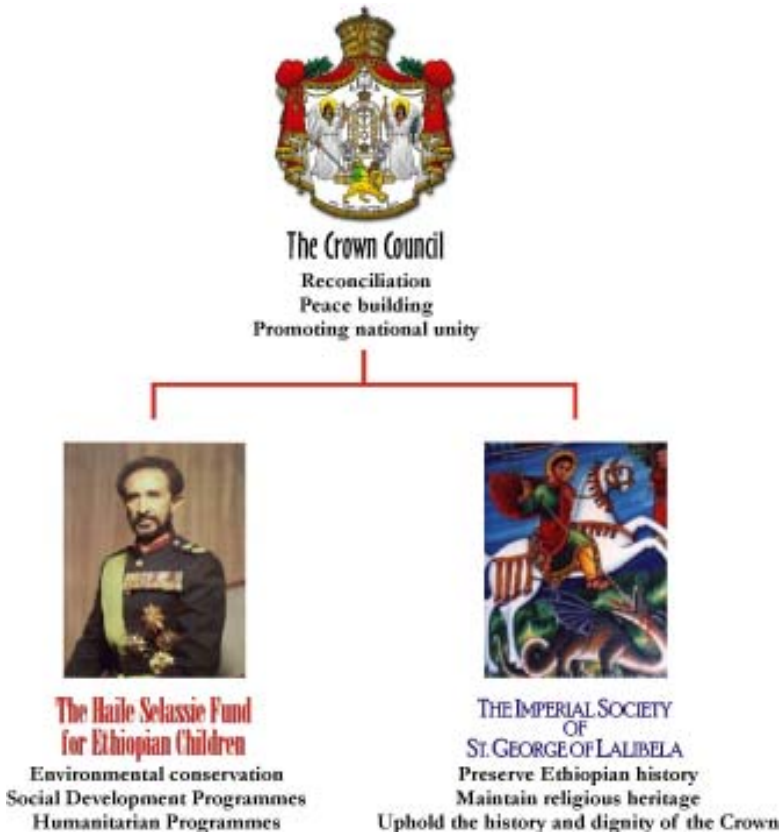 The Crown Council
Reconciliation
Peace building
Promoting national unity
The Haile Selassie Fund
for Ethiopian Children
Environmental conservation
Social Development Programmes
Humanitarian Programmes
THE IMPERIAL SOCIETY
OF
ST. GEORGE OF LALIBELA
Preserve Ethiopian history
Maintain religious heritage
Uphold the history and dignity of the Crown